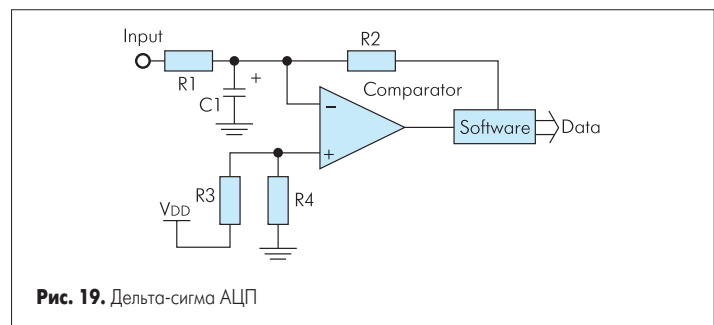 Input
R1
C1
+
R2
Comparator
−
+
Software
Data
R3
R4
VDD
Рис. 19. Дельта-сигма АЦП